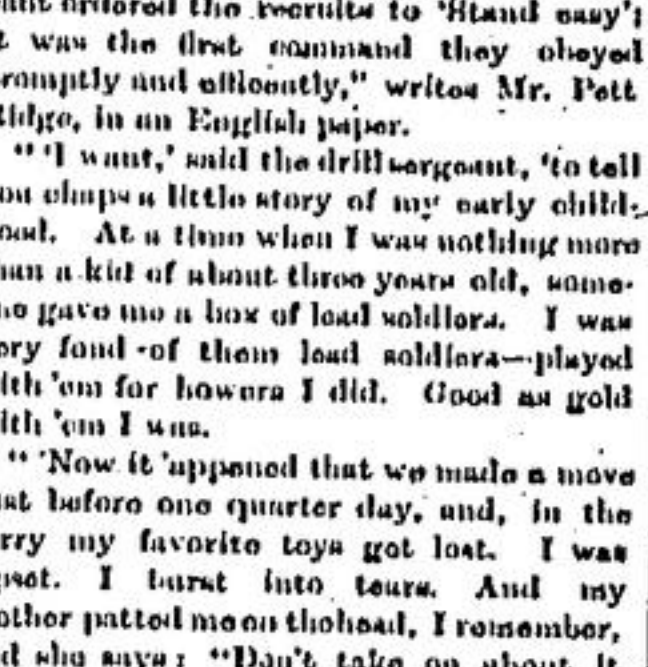 ordered the recruits to 'Stand easy';
was the first command they obeyed
romptly and efficently," writes Mr. Pett
tidge, in an English paper.
" 'I want,' said the drill sergeant, 'to tell
ou chaps a little story of my early child-
ood. At a time when I was nothing more
han a kid of about three years old, some-
ho gave me a box of lead soldiers. I was
ery fond of them lead soldiers—played
ith 'em for howers I did. Good as gold
ith 'em I was.
" 'Now it 'appened that we made a move
ust before one quarter day, and, in the
rry my favorite toys got lost. I was
pset. I burst into tears. And my
other patted me on the head, I remember,
d she says: "Don't take on about it